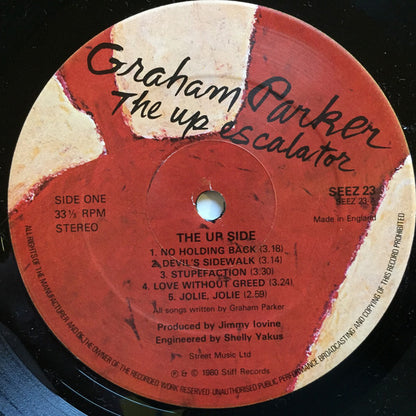 Graham Parker
The up escalator
SIDE ONE
33⅓ RPM
STEREO
SEEZ 23
SEEZ 23 A
Made in England
THE UP SIDE
1. NO HOLDING BACK (3.18)
2. DEVIL'S SIDEWALK (3.14)
3. STUPEFACTION (3:30)
4. LOVE WITHOUT GREED (3.24)
5. JOLIE, JOLIE (2.59)
All songs written by Graham Parker
Produced by Jimmy Iovine
Engineered by Shelly Yakus
Street Music Ltd
℗ & © 1980 Stiff Records
ALL RIGHTS OF THE MANUFACTURER AND OF THE OWNER OF THE RECORDED WORK RESERVED · UNAUTHORISED PUBLIC PERFORMANCE BROADCASTING AND COPYING OF THIS RECORD PROHIBITED